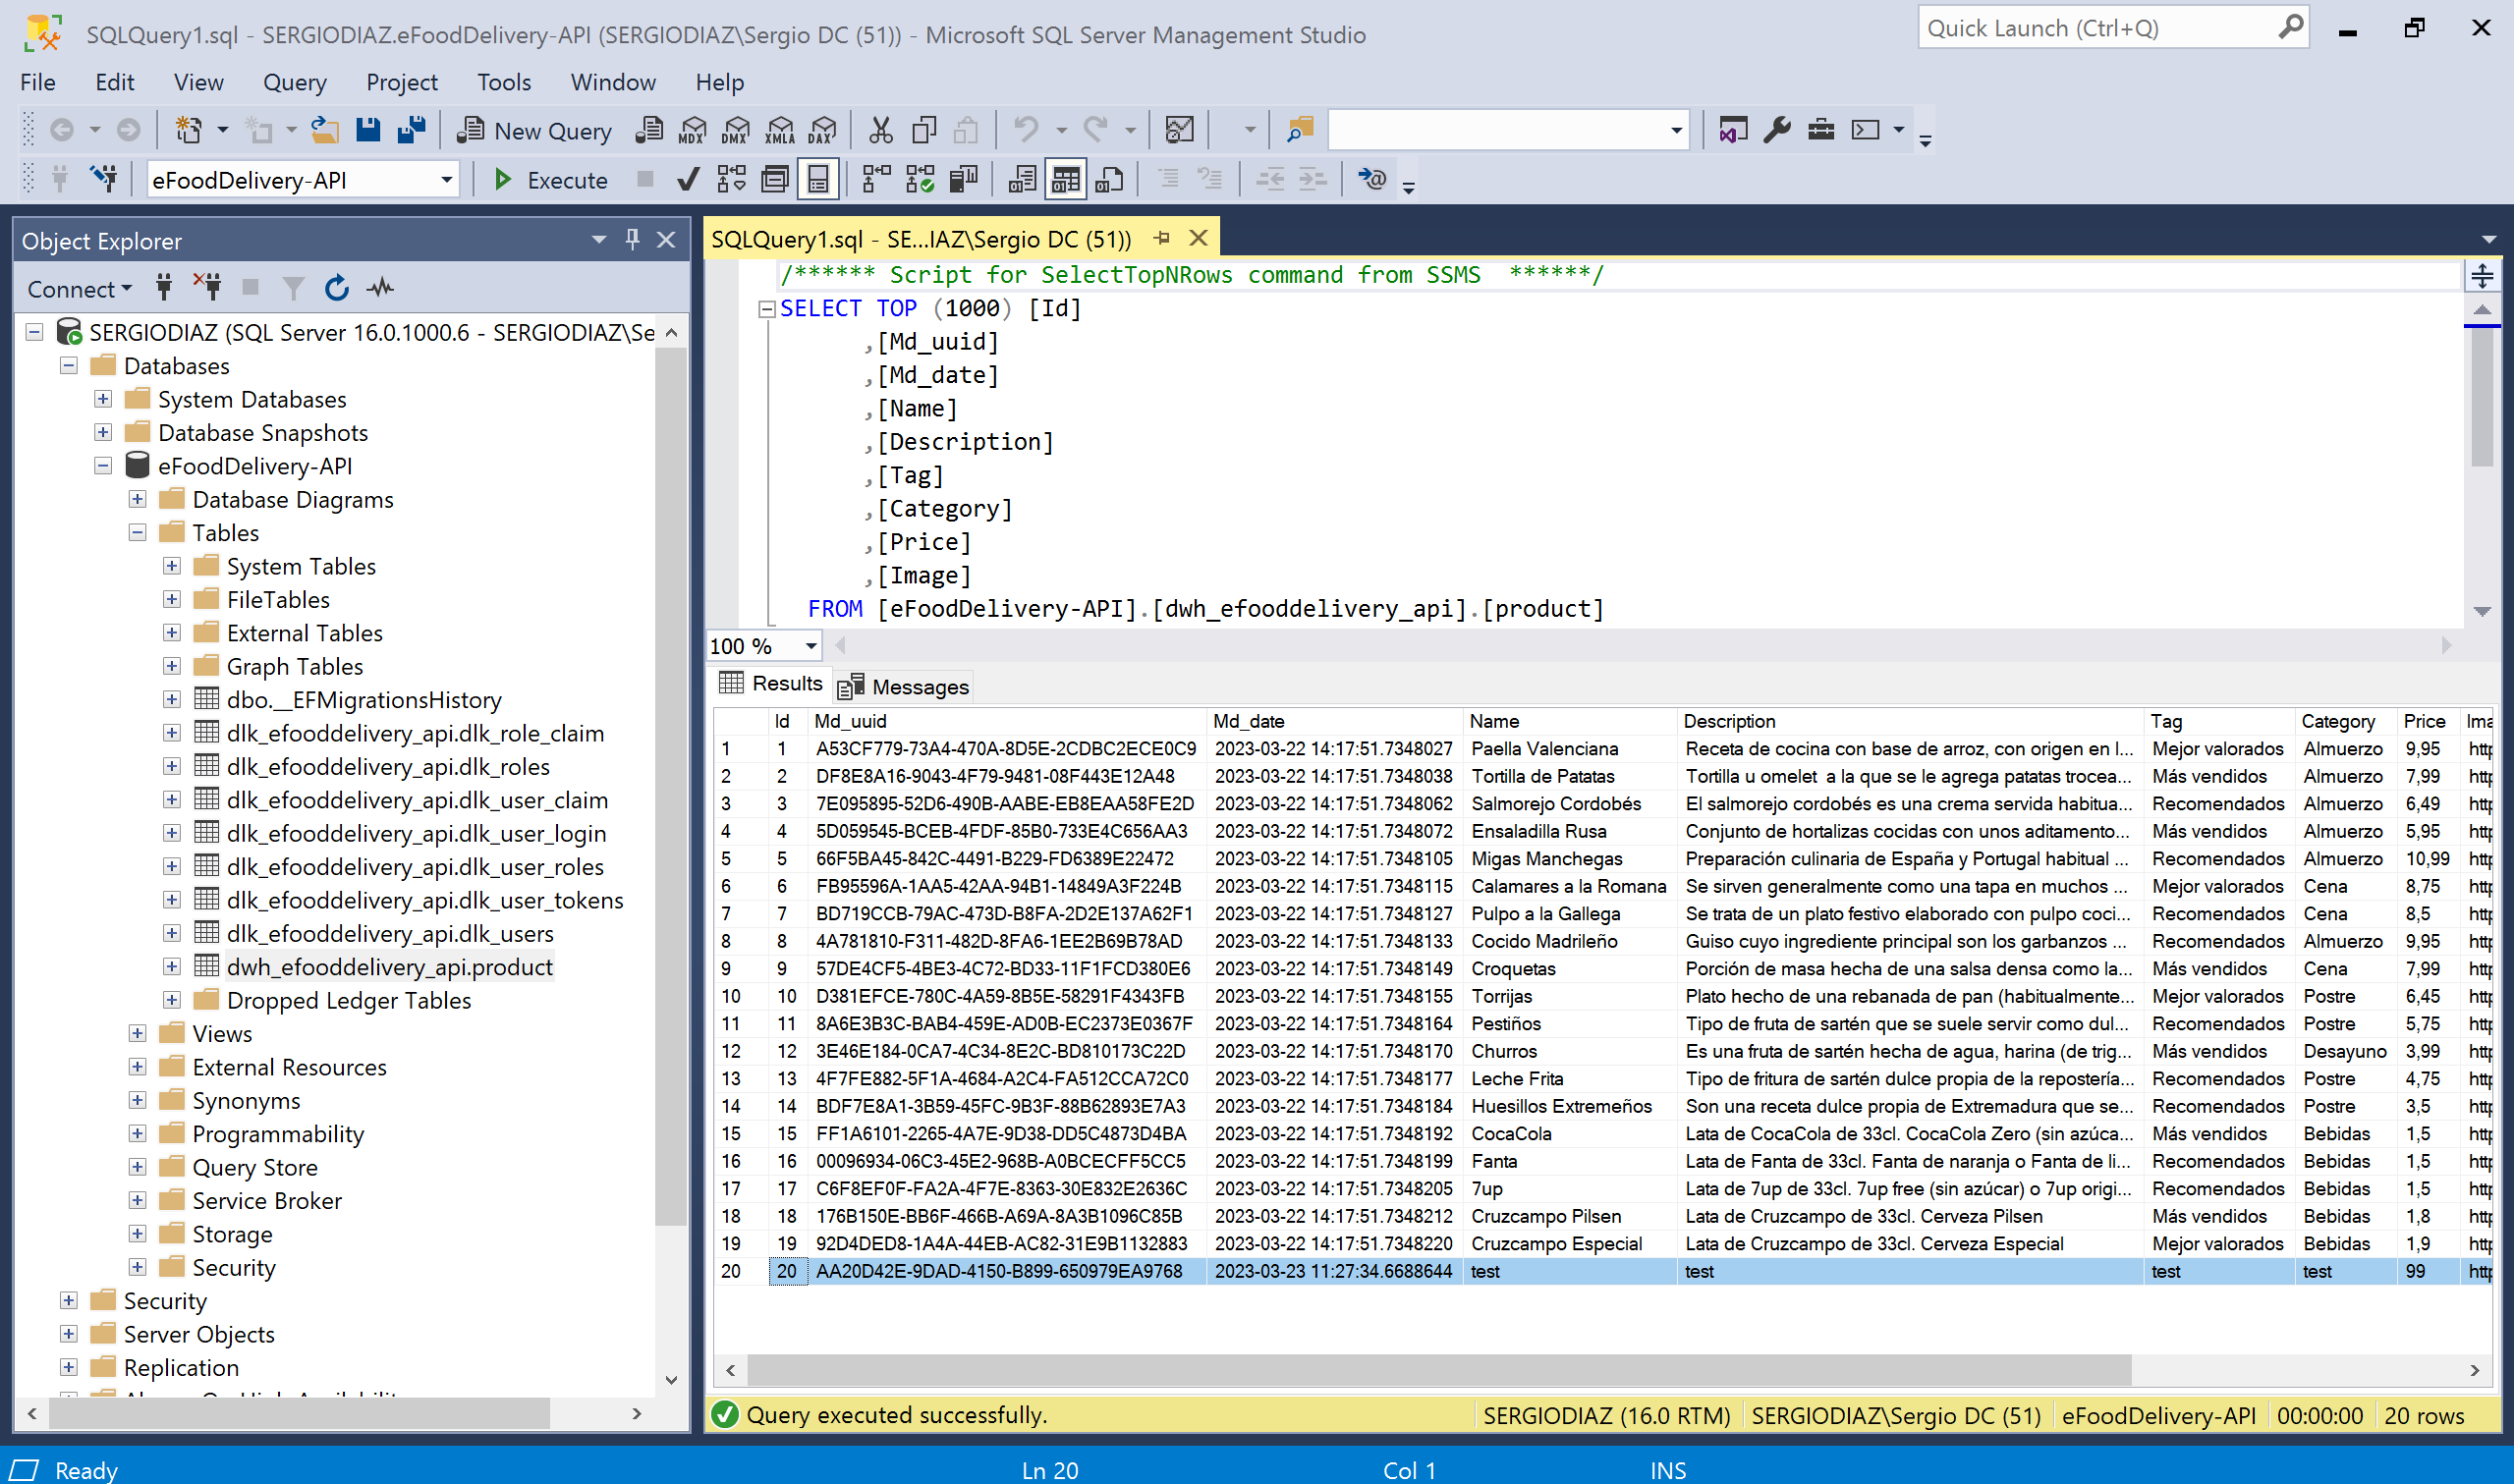 SQLQuery1.sql - SERGIODIAZ.eFoodDelivery-API (SERGIODIAZ\Sergio DC (51)) - Microsoft SQL Server Management Studio
Quick Launch (Ctrl+Q)
File Edit View Query Project Tools Window Help
New Query MDX DMX XMLA DAX
eFoodDelivery-API Execute
Object Explorer
Connect
SERGIODIAZ (SQL Server 16.0.1000.6 - SERGIODIAZ\Se
Databases
System Databases
Database Snapshots
eFoodDelivery-API
Database Diagrams
Tables
System Tables
FileTables
External Tables
Graph Tables
dbo.__EFMigrationsHistory
dlk_efooddelivery_api.dlk_role_claim
dlk_efooddelivery_api.dlk_roles
dlk_efooddelivery_api.dlk_user_claim
dlk_efooddelivery_api.dlk_user_login
dlk_efooddelivery_api.dlk_user_roles
dlk_efooddelivery_api.dlk_user_tokens
dlk_efooddelivery_api.dlk_users
dwh_efooddelivery_api.product
Dropped Ledger Tables
Views
External Resources
Synonyms
Programmability
Query Store
Service Broker
Storage
Security
Security
Server Objects
Replication
SQLQuery1.sql - SE...IAZ\Sergio DC (51))
/****** Script for SelectTopNRows command from SSMS ******/
SELECT TOP (1000) [Id]
,[Md_uuid]
,[Md_date]
,[Name]
,[Description]
,[Tag]
,[Category]
,[Price]
,[Image]
FROM [eFoodDelivery-API].[dwh_efooddelivery_api].[product]
100 %
Results Messages
Id Md_uuid Md_date Name Description Tag Category Price Ima
1 1 A53CF779-73A4-470A-8D5E-2CDBC2ECE0C9 2023-03-22 14:17:51.7348027 Paella Valenciana Receta de cocina con base de arroz, con origen en l... Mejor valorados Almuerzo 9,95 http
2 2 DF8E8A16-9043-4F79-9481-08F443E12A48 2023-03-22 14:17:51.7348038 Tortilla de Patatas Tortilla u omelet a la que se le agrega patatas trocea... Más vendidos Almuerzo 7,99 http
3 3 7E095895-52D6-490B-AABE-EB8EAA58FE2D 2023-03-22 14:17:51.7348062 Salmorejo Cordobés El salmorejo cordobés es una crema servida habitua... Recomendados Almuerzo 6,49 http
4 4 5D059545-BCEB-4FDF-85B0-733E4C656AA3 2023-03-22 14:17:51.7348072 Ensaladilla Rusa Conjunto de hortalizas cocidas con unos aditamento... Más vendidos Almuerzo 5,95 http
5 5 66F5BA45-842C-4491-B229-FD6389E22472 2023-03-22 14:17:51.7348105 Migas Manchegas Preparación culinaria de España y Portugal habitual ... Recomendados Almuerzo 10,99 http
6 6 FB95596A-1AA5-42AA-94B1-14849A3F224B 2023-03-22 14:17:51.7348115 Calamares a la Romana Se sirven generalmente como una tapa en muchos ... Mejor valorados Cena 8,75 http
7 7 BD719CCB-79AC-473D-B8FA-2D2E137A62F1 2023-03-22 14:17:51.7348127 Pulpo a la Gallega Se trata de un plato festivo elaborado con pulpo coci... Recomendados Cena 8,5 http
8 8 4A781810-F311-482D-8FA6-1EE2B69B78AD 2023-03-22 14:17:51.7348133 Cocido Madrileño Guiso cuyo ingrediente principal son los garbanzos ... Recomendados Almuerzo 9,95 http
9 9 57DE4CF5-4BE3-4C72-BD33-11F1FCD380E6 2023-03-22 14:17:51.7348149 Croquetas Porción de masa hecha de una salsa densa como la... Más vendidos Cena 7,99 http
10 10 D381EFCE-780C-4A59-8B5E-58291F4343FB 2023-03-22 14:17:51.7348155 Torrijas Plato hecho de una rebanada de pan (habitualmente... Mejor valorados Postre 6,45 http
11 11 8A6E3B3C-BAB4-459E-AD0B-EC2373E0367F 2023-03-22 14:17:51.7348164 Pestiños Tipo de fruta de sartén que se suele servir como dul... Recomendados Postre 5,75 http
12 12 3E46E184-0CA7-4C34-8E2C-BD810173C22D 2023-03-22 14:17:51.7348170 Churros Es una fruta de sartén hecha de agua, harina (de trig... Más vendidos Desayuno 3,99 http
13 13 4F7FE882-5F1A-4684-A2C4-FA512CCA72C0 2023-03-22 14:17:51.7348177 Leche Frita Tipo de fritura de sartén dulce propia de la repostería... Recomendados Postre 4,75 http
14 14 BDF7E8A1-3B59-45FC-9B3F-88B62893E7A3 2023-03-22 14:17:51.7348184 Huesillos Extremeños Son una receta dulce propia de Extremadura que se... Recomendados Postre 3,5 http
15 15 FF1A6101-2265-4A7E-9D38-DD5C4873D4BA 2023-03-22 14:17:51.7348192 CocaCola Lata de CocaCola de 33cl. CocaCola Zero (sin azúca... Más vendidos Bebidas 1,5 http
16 16 00096934-06C3-45E2-968B-A0BCECFF5CC5 2023-03-22 14:17:51.7348199 Fanta Lata de Fanta de 33cl. Fanta de naranja o Fanta de li... Recomendados Bebidas 1,5 http
17 17 C6F8EF0F-FA2A-4F7E-8363-30E832E2636C 2023-03-22 14:17:51.7348205 7up Lata de 7up de 33cl. 7up free (sin azúcar) o 7up origi... Recomendados Bebidas 1,5 http
18 18 176B150E-BB6F-466B-A69A-8A3B1096C85B 2023-03-22 14:17:51.7348212 Cruzcampo Pilsen Lata de Cruzcampo de 33cl. Cerveza Pilsen Más vendidos Bebidas 1,8 http
19 19 92D4DED8-1A4A-44EB-AC82-31E9B1132883 2023-03-22 14:17:51.7348220 Cruzcampo Especial Lata de Cruzcampo de 33cl. Cerveza Especial Mejor valorados Bebidas 1,9 http
20 20 AA20D42E-9DAD-4150-B899-650979EA9768 2023-03-23 11:27:34.6688644 test test test test 99 http
Query executed successfully. SERGIODIAZ (16.0 RTM) SERGIODIAZ\Sergio DC (51) eFoodDelivery-API 00:00:00 20 rows
Ready Ln 20 Col 1 INS